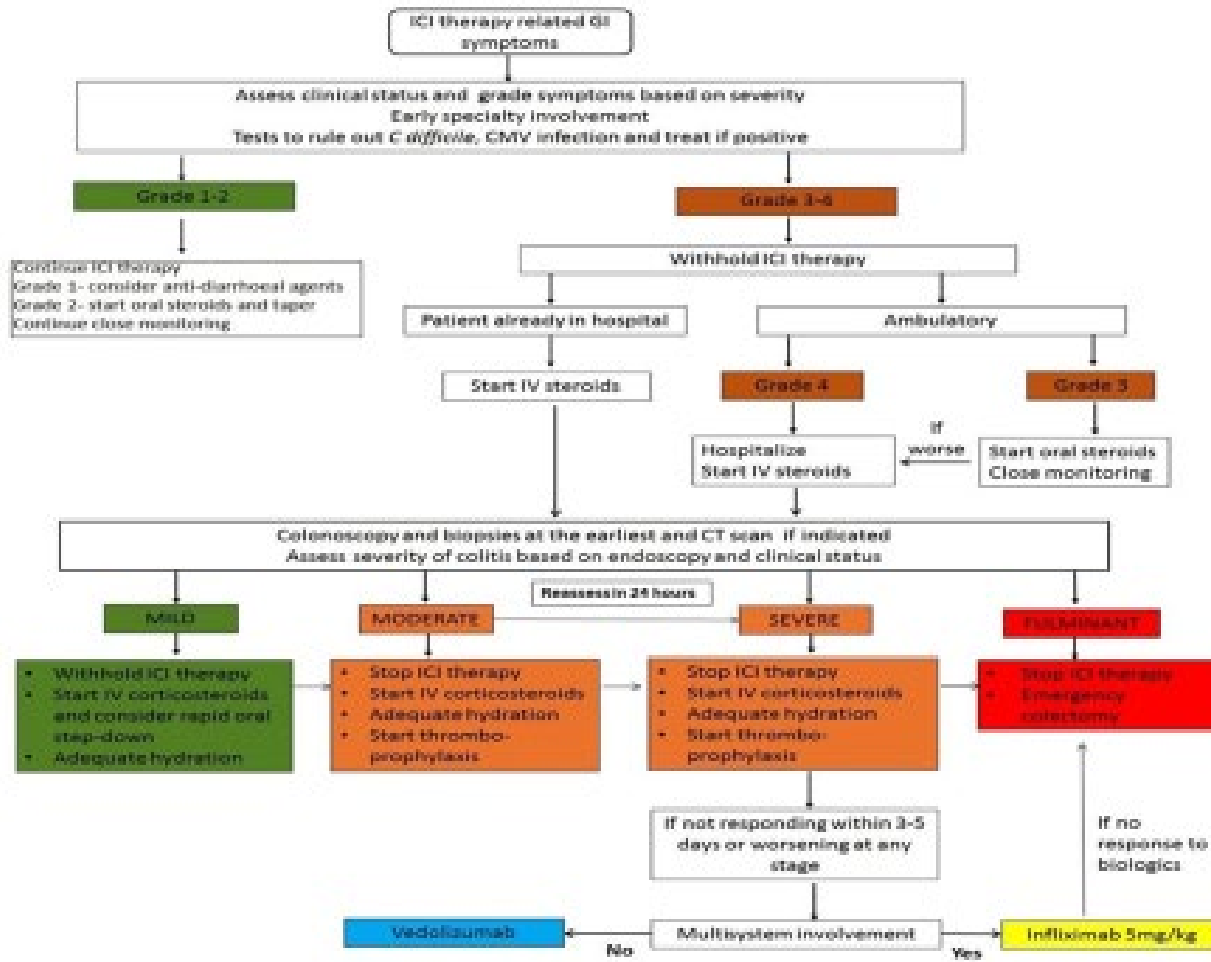 ICI therapy related GI
symptoms
Assess clinical status and grade symptoms based on severity
Early specialty involvement
Tests to rule out C difficile, CMV infection and treat if positive
Grade 1-2
Grade 3-4
Continue ICI therapy
Grade 1- consider anti-diarrhoeal agents
Grade 2- start oral steroids and taper
Continue close monitoring
Withhold ICI therapy
Patient already in hospital
Ambulatory
Start IV steroids
Grade 4
Grade 3
Hospitalize
Start IV steroids
if
worse
Start oral steroids
Close monitoring
Colonoscopy and biopsies at the earliest and CT scan if indicated
Assess severity of colitis based on endoscopy and clinical status
Reassess in 24 hours
MILD
MODERATE
SEVERE
FULMINANT
• Withhold ICI therapy
• Start IV corticosteroids
and consider rapid oral
step-down
• Adequate hydration
• Stop ICI therapy
• Start IV corticosteroids
• Adequate hydration
• Start thrombo-
prophylaxis
• Stop ICI therapy
• Start IV corticosteroids
• Adequate hydration
• Start thrombo-
prophylaxis
• Stop ICI therapy
• Emergency
colectomy
If not responding within 3-5
days or worsening at any
stage
If no
response to
biologics
Vedolizumab
No
Multisystem involvement
Yes
Infliximab 5mg/kg